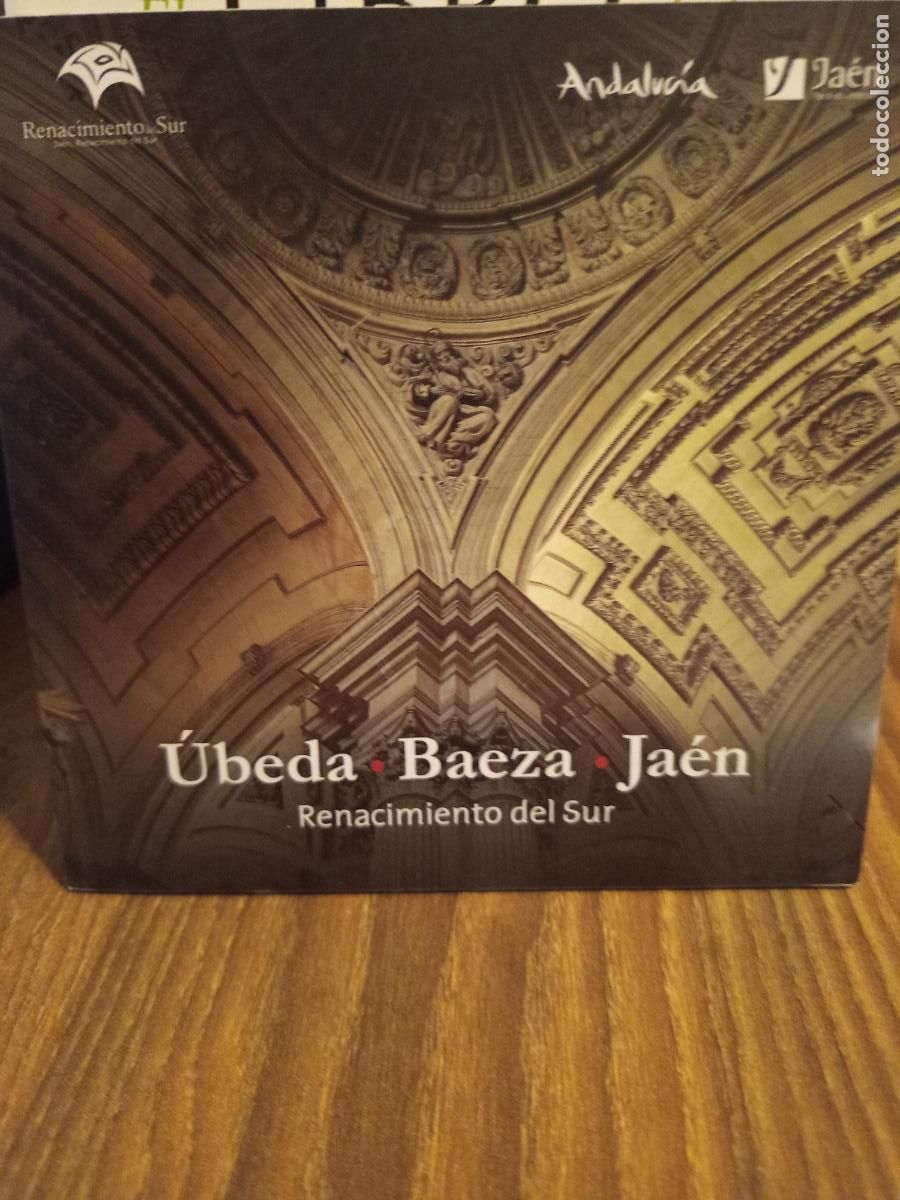 Renacimiento del Sur
Jaén, Renacimiento del Sur
Andalucía
Jaén
Úbeda · Baeza · Jaén
Renacimiento del Sur
todocoleccion